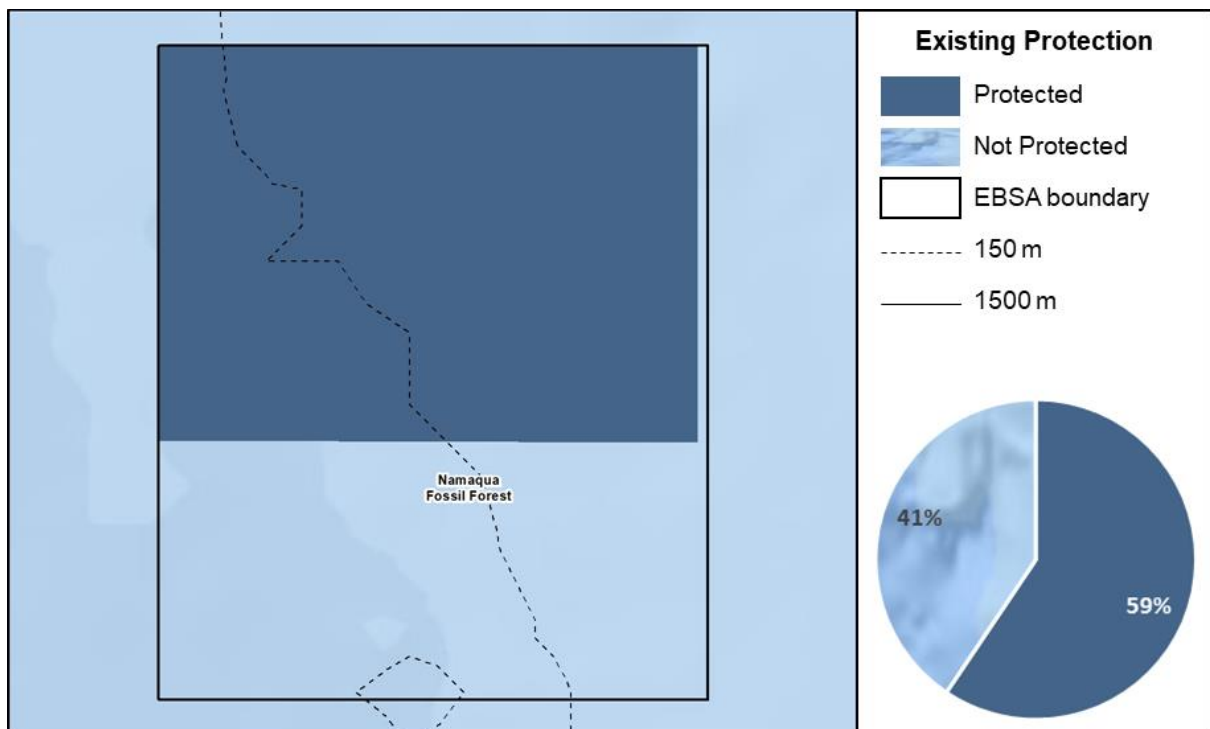 Namaqua
Fossil Forest
Existing Protection
Protected
Not Protected
EBSA boundary
150 m
1500 m
41%
59%